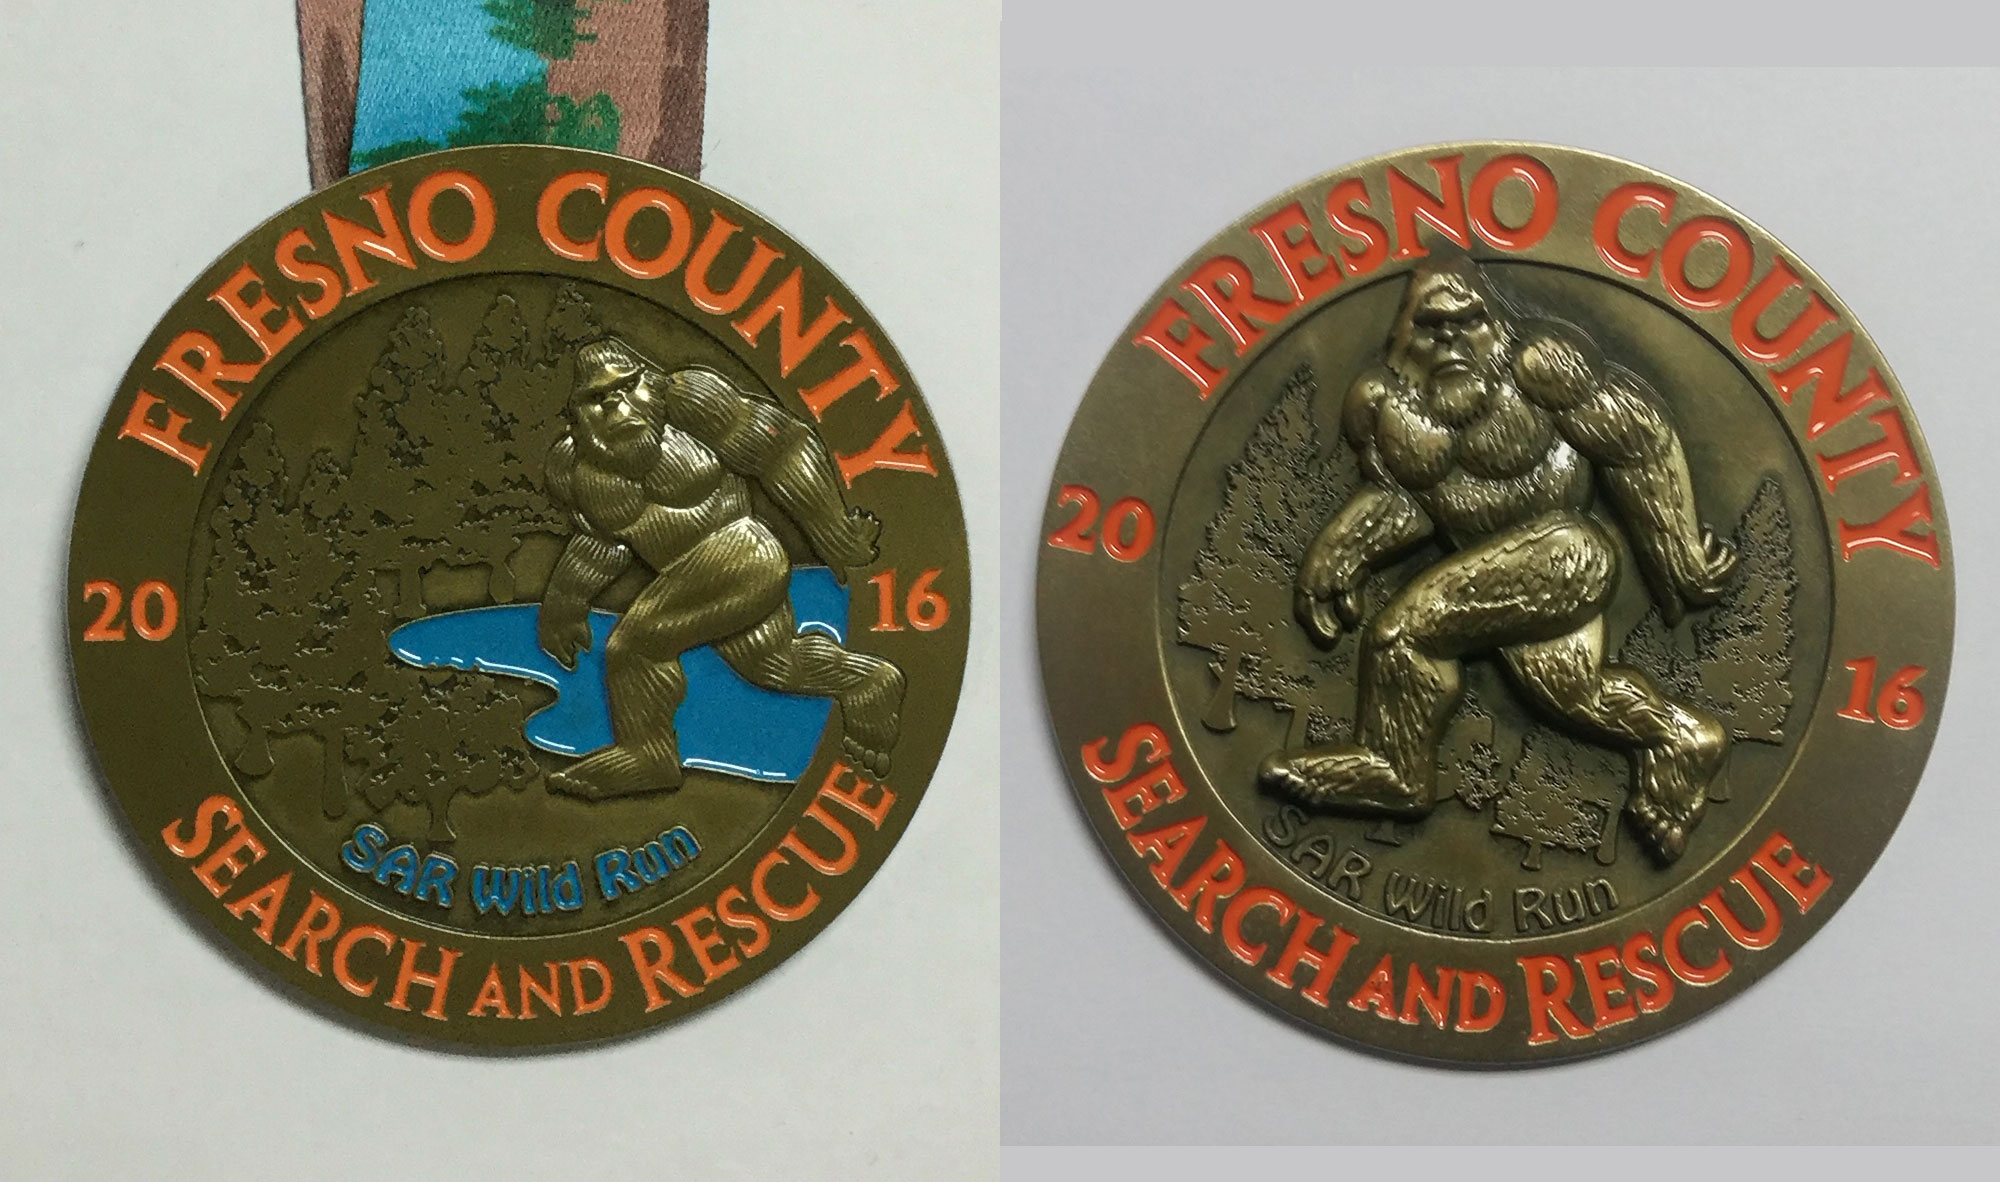 FRESNO COUNTY
20 16
SAR Wild Run
SEARCH AND RESCUE
FRESNO COUNTY
20 16
SAR Wild Run
SEARCH AND RESCUE